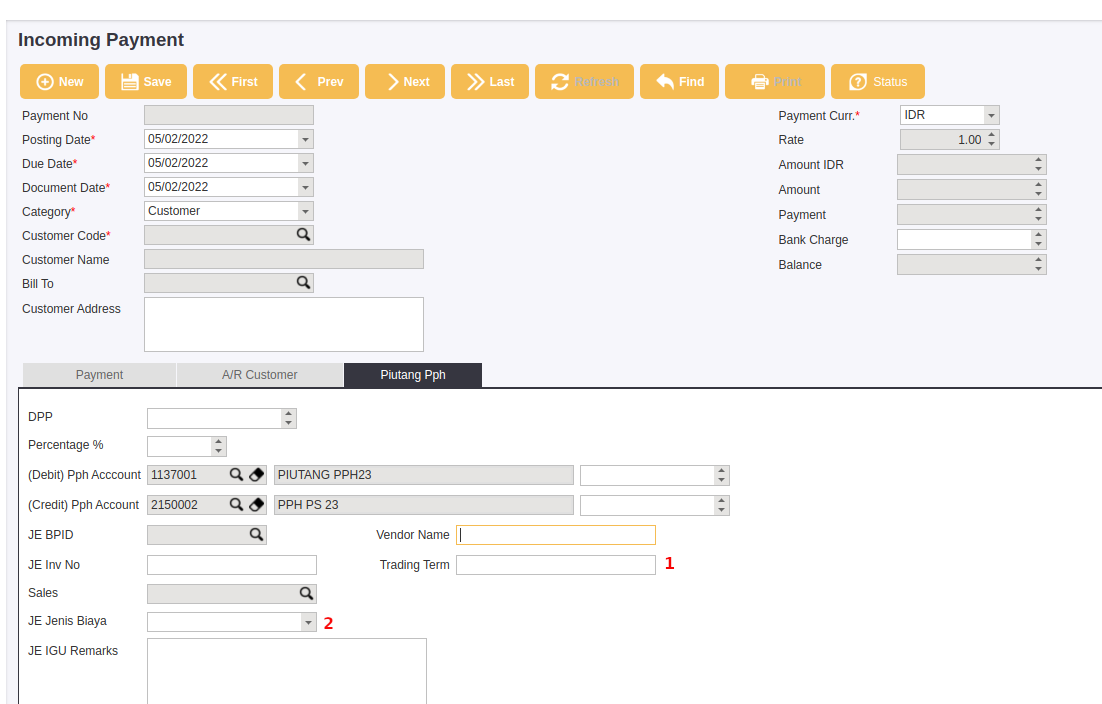 Incoming Payment
New Save First Prev Next Last Refresh Find Print Status
Payment No
Posting Date* 05/02/2022
Due Date* 05/02/2022
Document Date* 05/02/2022
Category* Customer
Customer Code*
Customer Name
Bill To
Customer Address
Payment Curr.* IDR
Rate 1.00
Amount IDR
Amount
Payment
Bank Charge
Balance
Payment A/R Customer Piutang Pph
DPP
Percentage %
(Debit) Pph Acccount 1137001 PIUTANG PPH23
(Credit) Pph Account 2150002 PPH PS 23
JE BPID Vendor Name
JE Inv No Trading Term 1
Sales
JE Jenis Biaya 2
JE IGU Remarks